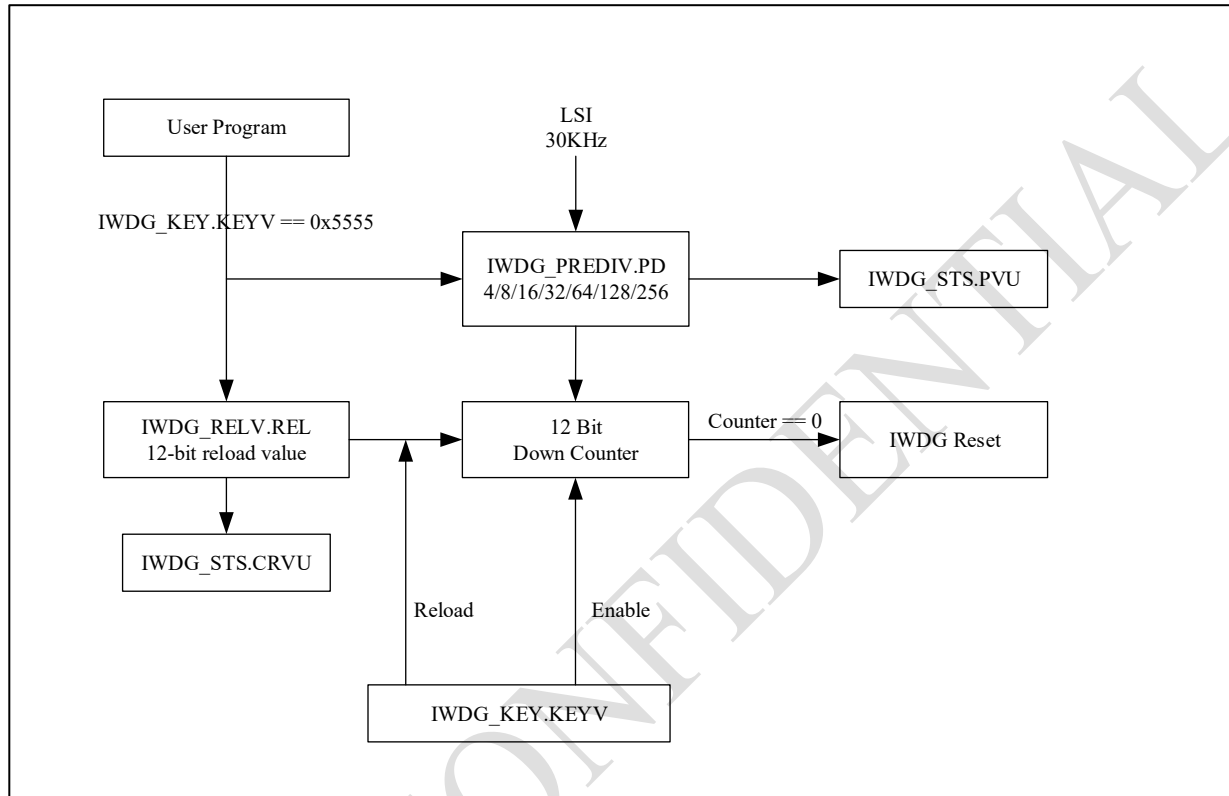 User Program
LSI
30KHz
IWDG_KEY.KEYV == 0x5555
IWDG_PREDIV.PD
4/8/16/32/64/128/256
IWDG_STS.PVU
IWDG_RELV.REL
12-bit reload value
12 Bit
Down Counter
Counter == 0
IWDG Reset
IWDG_STS.CRVU
Reload
Enable
IWDG_KEY.KEYV
ONFIDENTIAL